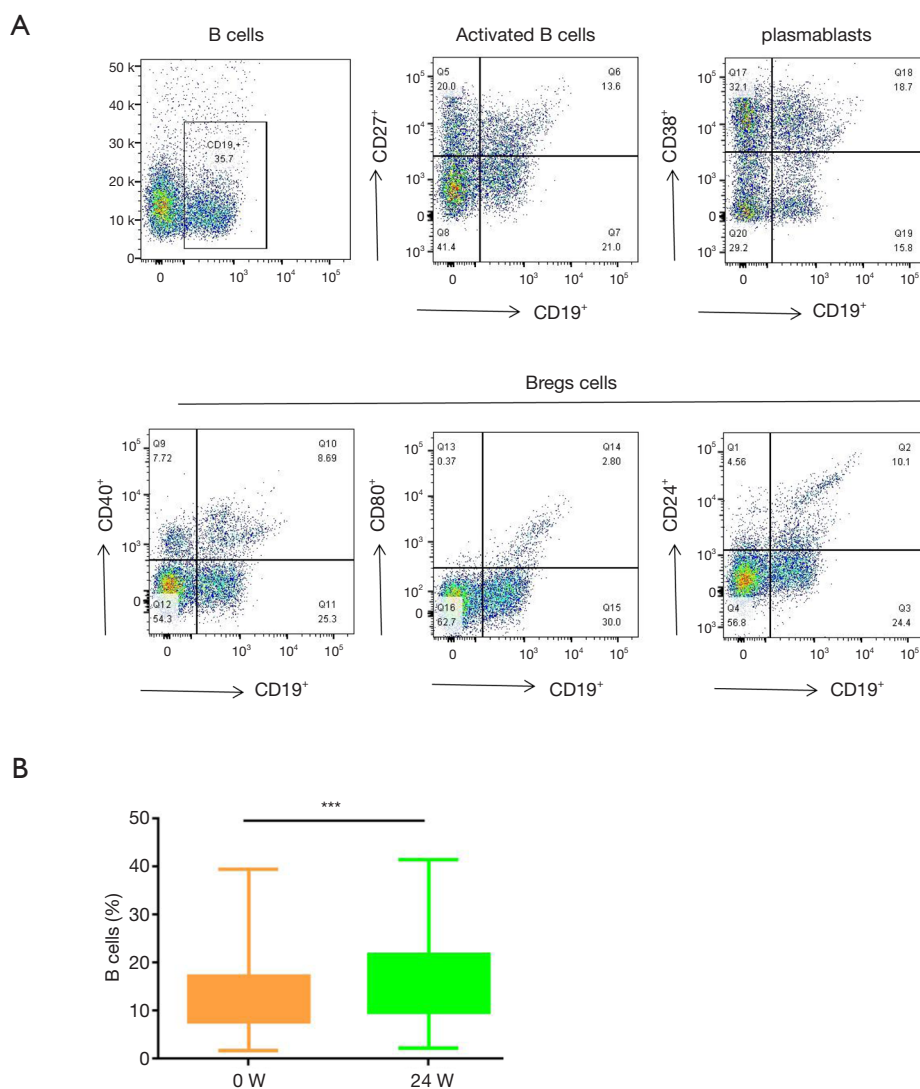 A
B cells
Activated B cells
plasmablasts
50 k
40 k
30 k
20 k
10 k
0
CD19,+
35.7
0
10³
10⁴
10⁵
CD27⁺
10⁵
10⁴
10³
0
10³
Q5
20.0
Q6
13.6
Q8
41.4
Q7
21.0
0
10³
10⁴
10⁵
CD19⁺
CD38⁺
10⁵
10⁴
10³
0
Q17
32.1
Q18
18.7
Q20
29.2
Q19
15.8
0
10³
10⁴
10⁵
CD19⁺
Bregs cells
CD40⁺
10⁵
10⁴
10³
0
Q9
7.72
Q10
8.69
Q12
54.3
Q11
25.3
0
10³
10⁴
10⁵
CD19⁺
CD80⁺
10⁵
10⁴
10³
10²
0
Q13
0.37
Q14
2.80
Q16
62.7
Q15
30.0
0
10³
10⁴
10⁵
CD19⁺
CD24⁺
10⁵
10⁴
10³
0
10³
Q1
4.56
Q2
10.1
Q4
56.8
Q3
24.4
0
10³
10⁴
10⁵
CD19⁺
B
***
B cells (%)
50
40
30
20
10
0
0 W
24 W